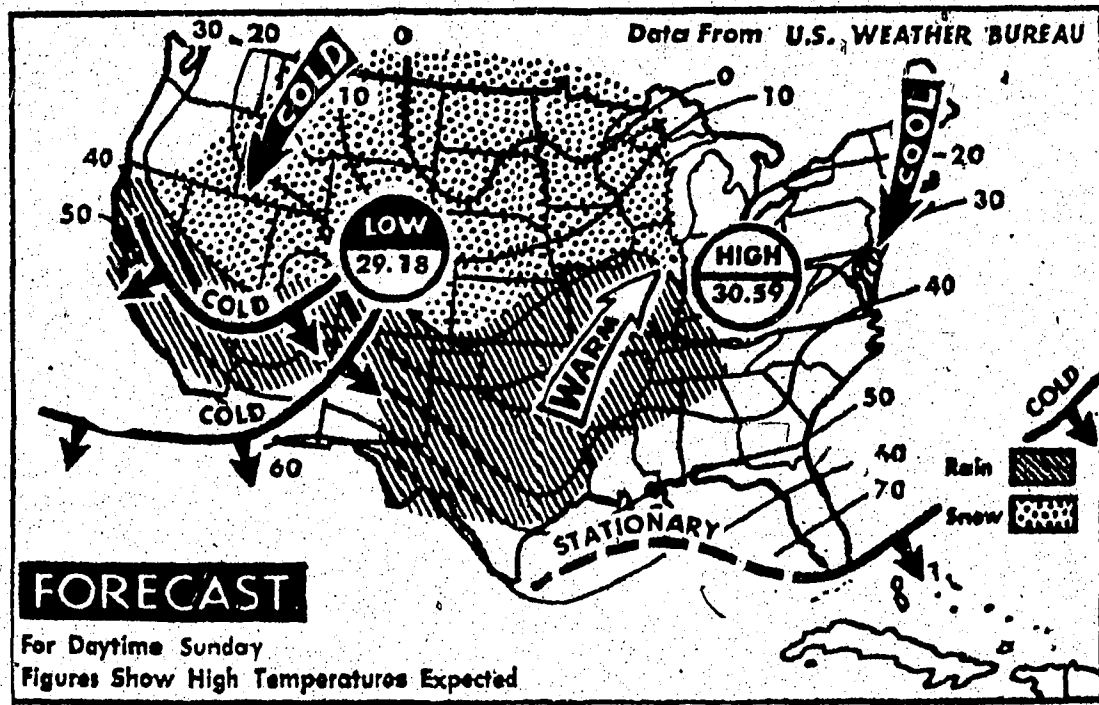 Data From U.S. WEATHER BUREAU
30 -20 0
COLD
10
0
10
COOL
-20
30
40
50
LOW
29.18
HIGH
30.59
40
COLD
WARM
COLD
60
50
60
70
COLD
Rain
Snow
STATIONARY
FORECAST
For Daytime Sunday
Figures Show High Temperatures Expected